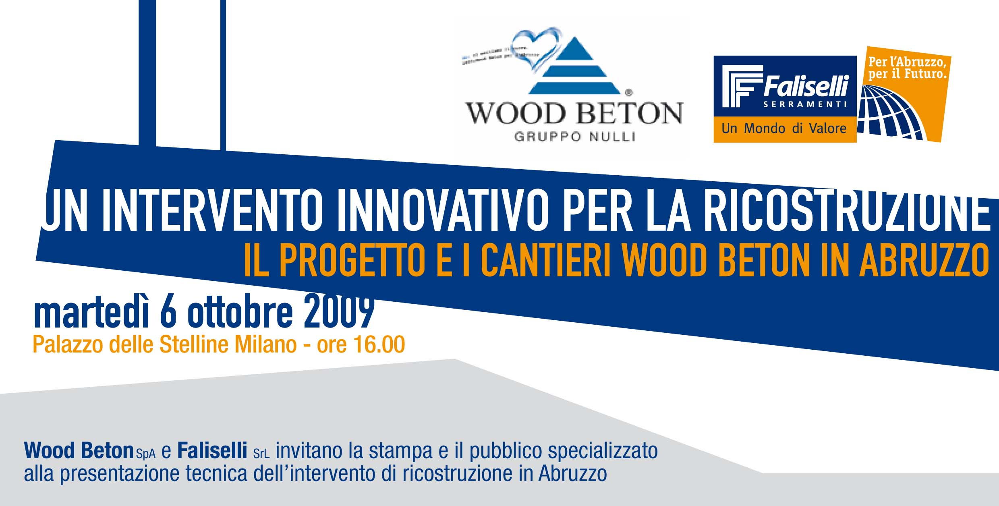 WOOD BETON
®
GRUPPO NULLI
Faliselli
SERRAMENTI
Un Mondo di Valore
Per l'Abruzzo,
per il Futuro.
UN INTERVENTO INNOVATIVO PER LA RICOSTRUZIONE
IL PROGETTO E I CANTIERI WOOD BETON IN ABRUZZO
martedì 6 ottobre 2009
Palazzo delle Stelline Milano - ore 16.00
Wood Beton SpA e Faliselli SrL invitano la stampa e il pubblico specializzato
alla presentazione tecnica dell'intervento di ricostruzione in Abruzzo